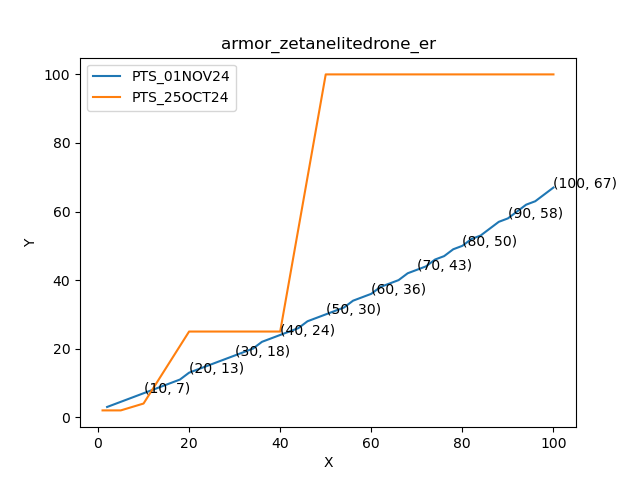 armor_zetanelitedrone_er
PTS_01NOV24
PTS_25OCT24
Y
100
80
60
40
20
0
(100, 67)
(90, 58)
(80, 50)
(70, 43)
(60, 36)
(50, 30)
(40, 24)
(30, 18)
(20, 13)
(10, 7)
0 20 40 60 80 100
X